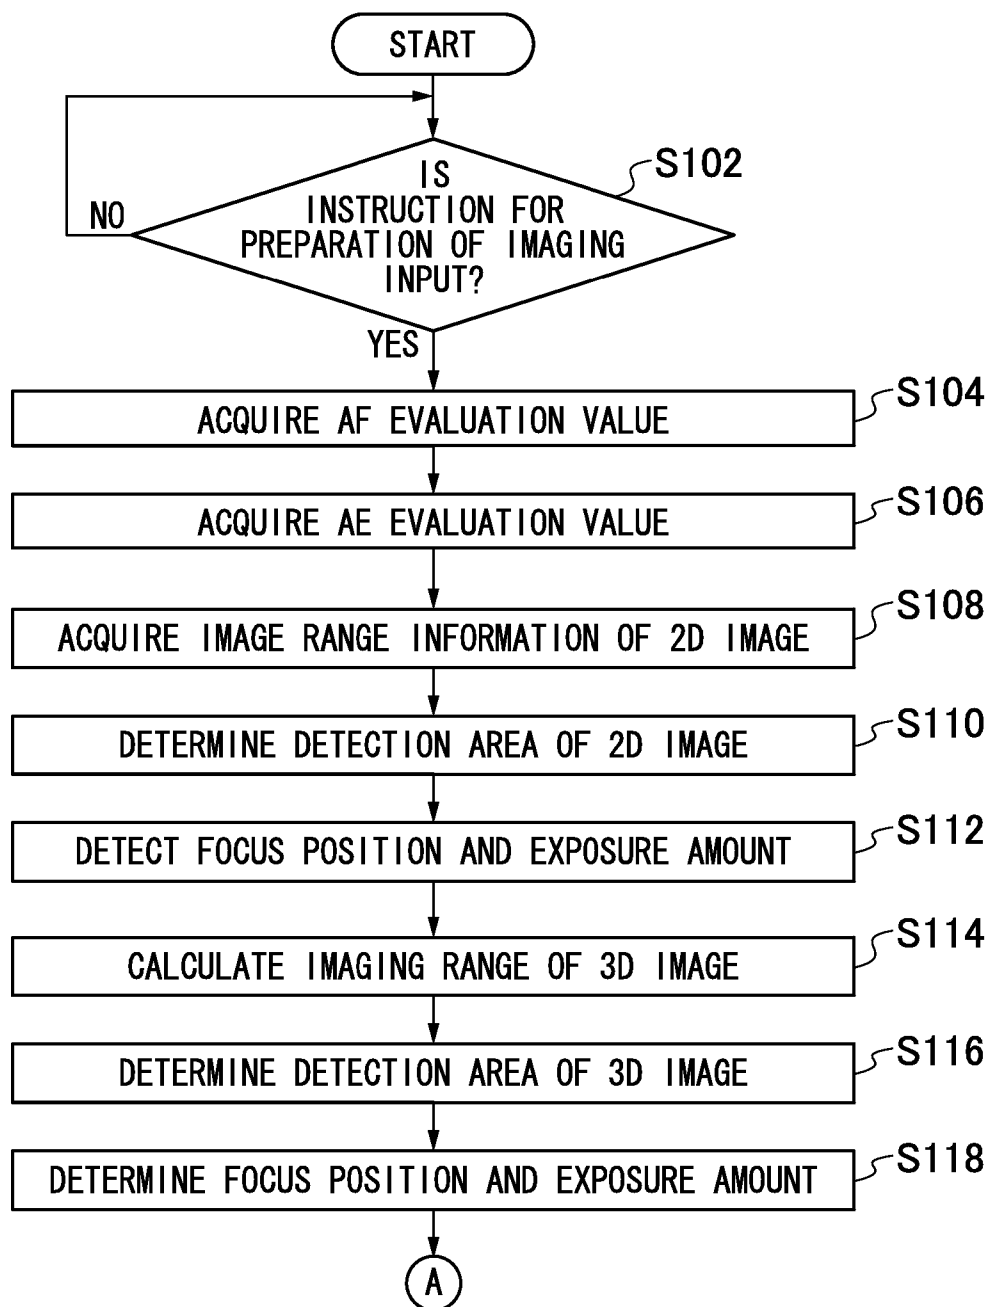 START
IS
INSTRUCTION FOR
PREPARATION OF IMAGING
INPUT?
S102
NO
YES
ACQUIRE AF EVALUATION VALUE
S104
ACQUIRE AE EVALUATION VALUE
S106
ACQUIRE IMAGE RANGE INFORMATION OF 2D IMAGE
S108
DETERMINE DETECTION AREA OF 2D IMAGE
S110
DETECT FOCUS POSITION AND EXPOSURE AMOUNT
S112
CALCULATE IMAGING RANGE OF 3D IMAGE
S114
DETERMINE DETECTION AREA OF 3D IMAGE
S116
DETERMINE FOCUS POSITION AND EXPOSURE AMOUNT
S118
A